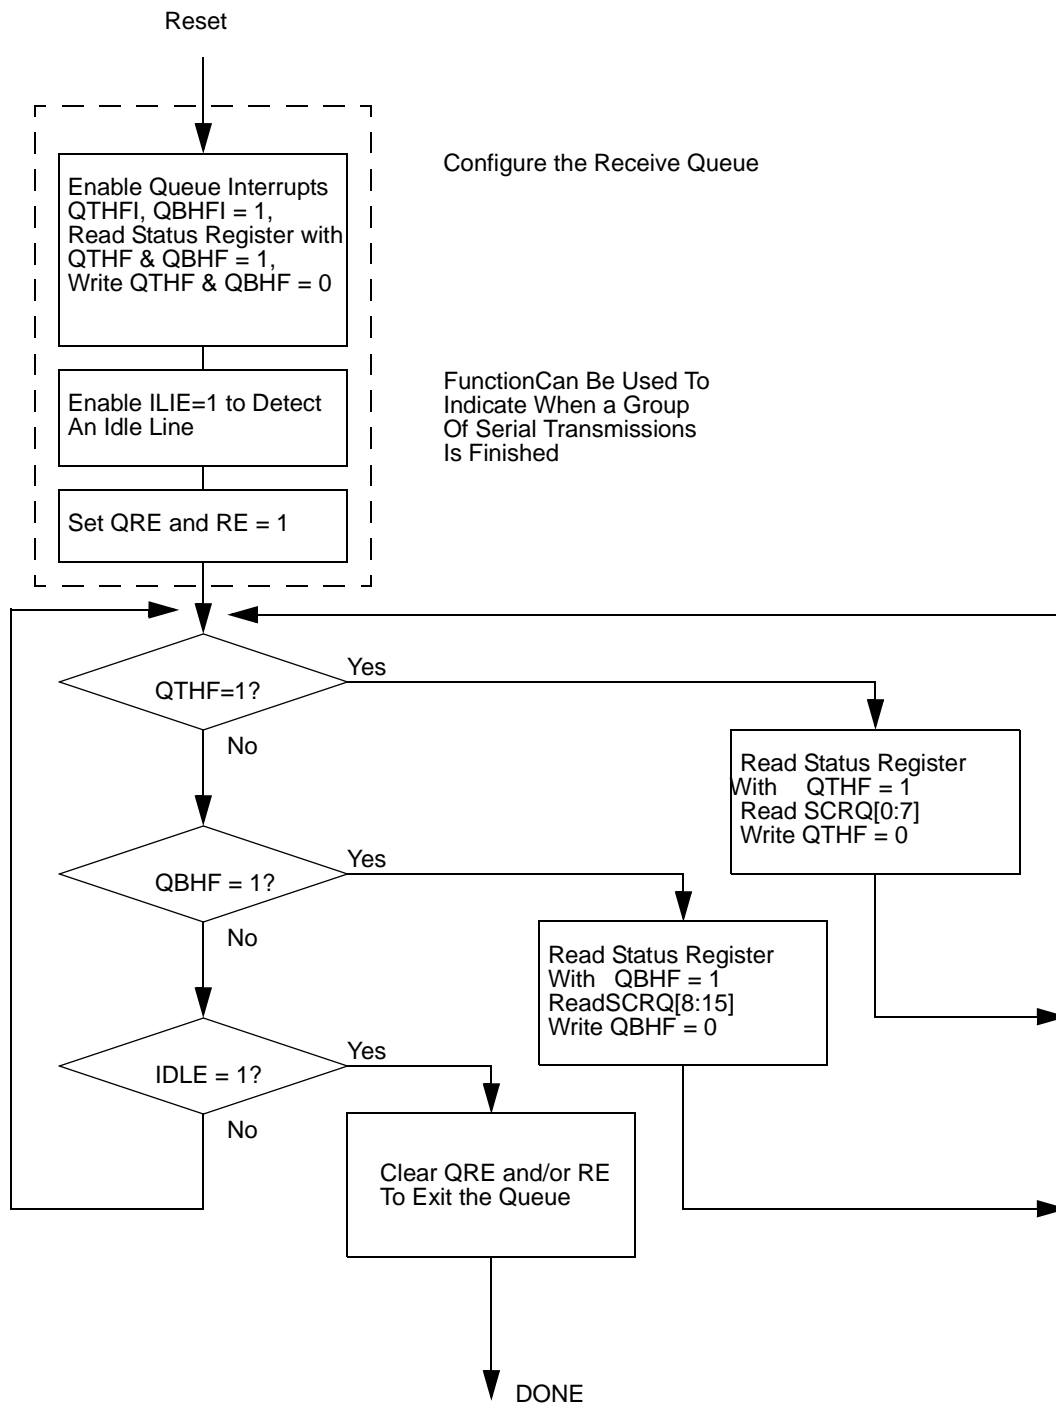 Reset
Configure the Receive Queue
Enable Queue Interrupts
QTHFI, QBHFI = 1,
Read Status Register with
QTHF & QBHF = 1,
Write QTHF & QBHF = 0
Enable ILIE=1 to Detect
An Idle Line
FunctionCan Be Used To
Indicate When a Group
Of Serial Transmissions
Is Finished
Set QRE and RE = 1
QTHF=1?
Yes
No
Read Status Register
With QTHF = 1
Read SCRQ[0:7]
Write QTHF = 0
QBHF = 1?
Yes
No
Read Status Register
With QBHF = 1
ReadSCRQ[8:15]
Write QBHF = 0
IDLE = 1?
Yes
No
Clear QRE and/or RE
To Exit the Queue
DONE